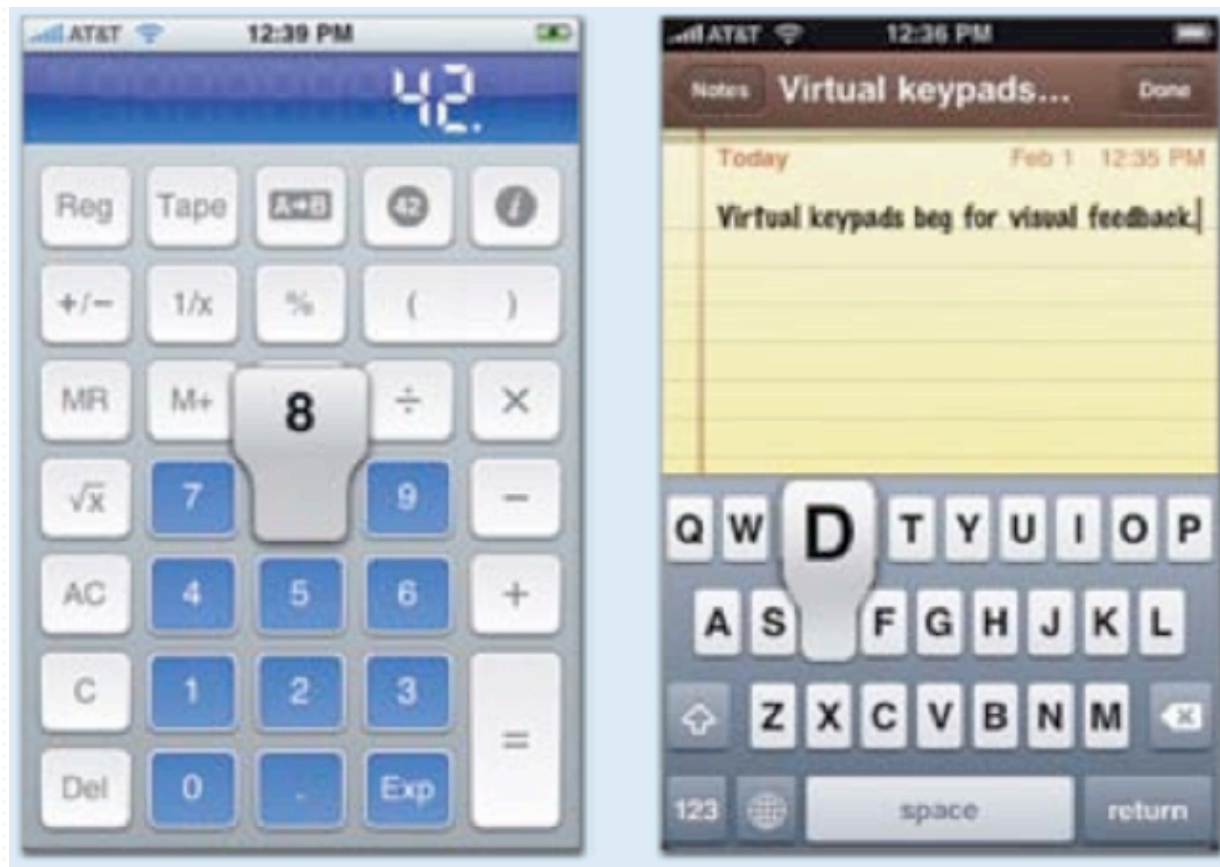 AT&T 12:39 PM
42.
Reg Tape A→B 42 i
+/− 1/x % ( )
MR M+ ÷ ×
8
√x 7 9 −
AC 4 5 6 +
C 1 2 3
=
Del 0 . Exp
AT&T 12:36 PM
Notes Virtual keypads... Done
Today Feb 1 12:35 PM
Virtual keypads beg for visual feedback.
Q W D T Y U I O P
A S F G H J K L
Z X C V B N M
123 space return